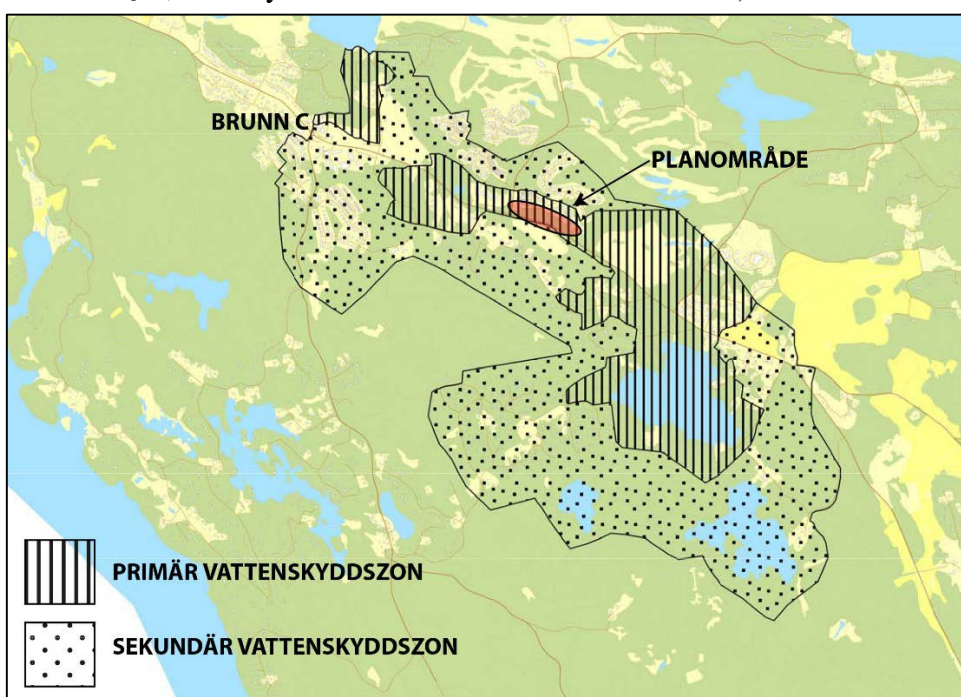 BRUNN C
PLANOMRÅDE
PRIMÄR VATTENSKYDDSZON
SEKUNDÄR VATTENSKYDDSZON